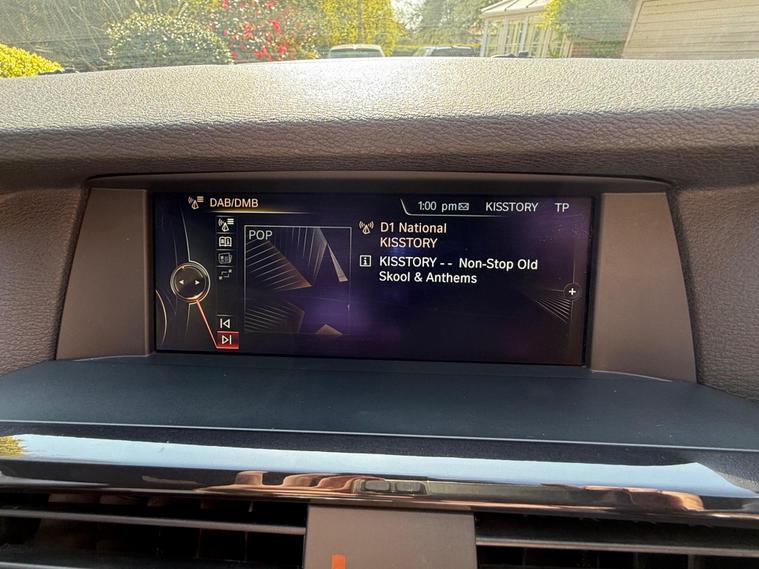 DAB/DMB
1:00 pm
KISSTORY
TP
POP
D1 National
KISSTORY
KISSTORY - - Non-Stop Old
Skool & Anthems